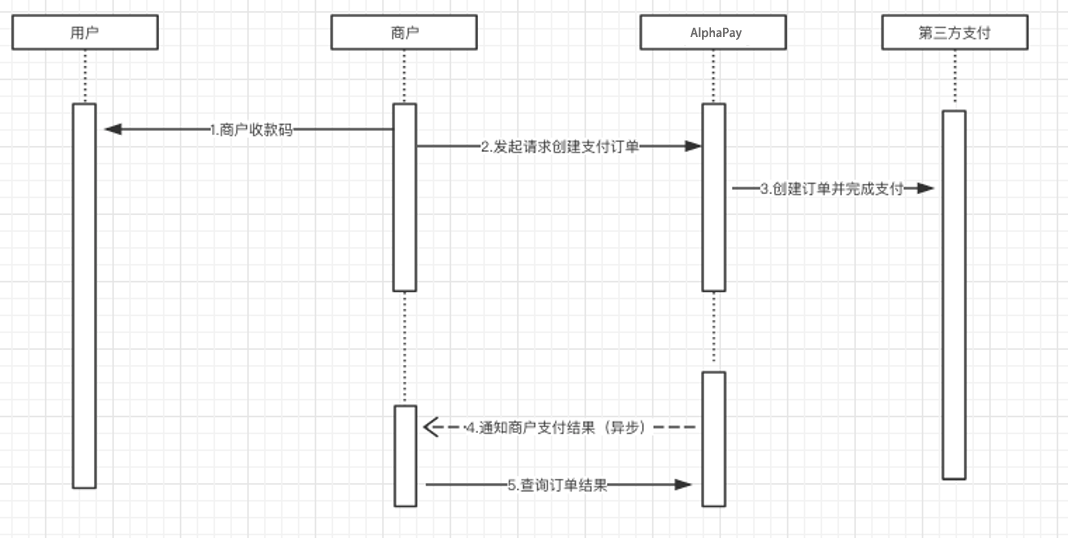 用户
商户
AlphaPay
第三方支付
1.商户收款码
2.发起请求创建支付订单
3.创建订单并完成支付
4.通知商户支付结果（异步）
5.查询订单结果